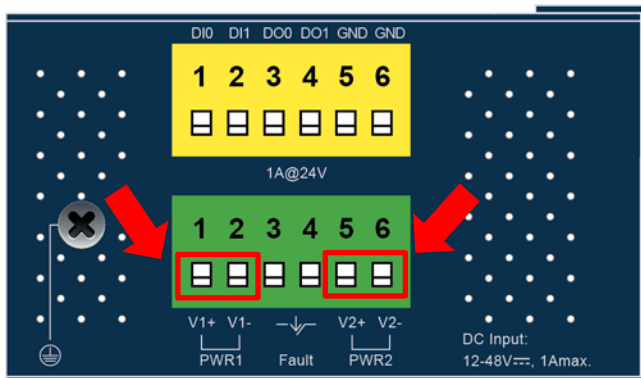 DI0 DI1 DO0 DO1 GND GND
1 2 3 4 5 6
1A@24V
1 2 3 4 5 6
V1+ V1- V2+ V2-
PWR1 Fault PWR2
DC Input:
12-48V⎓, 1Amax.